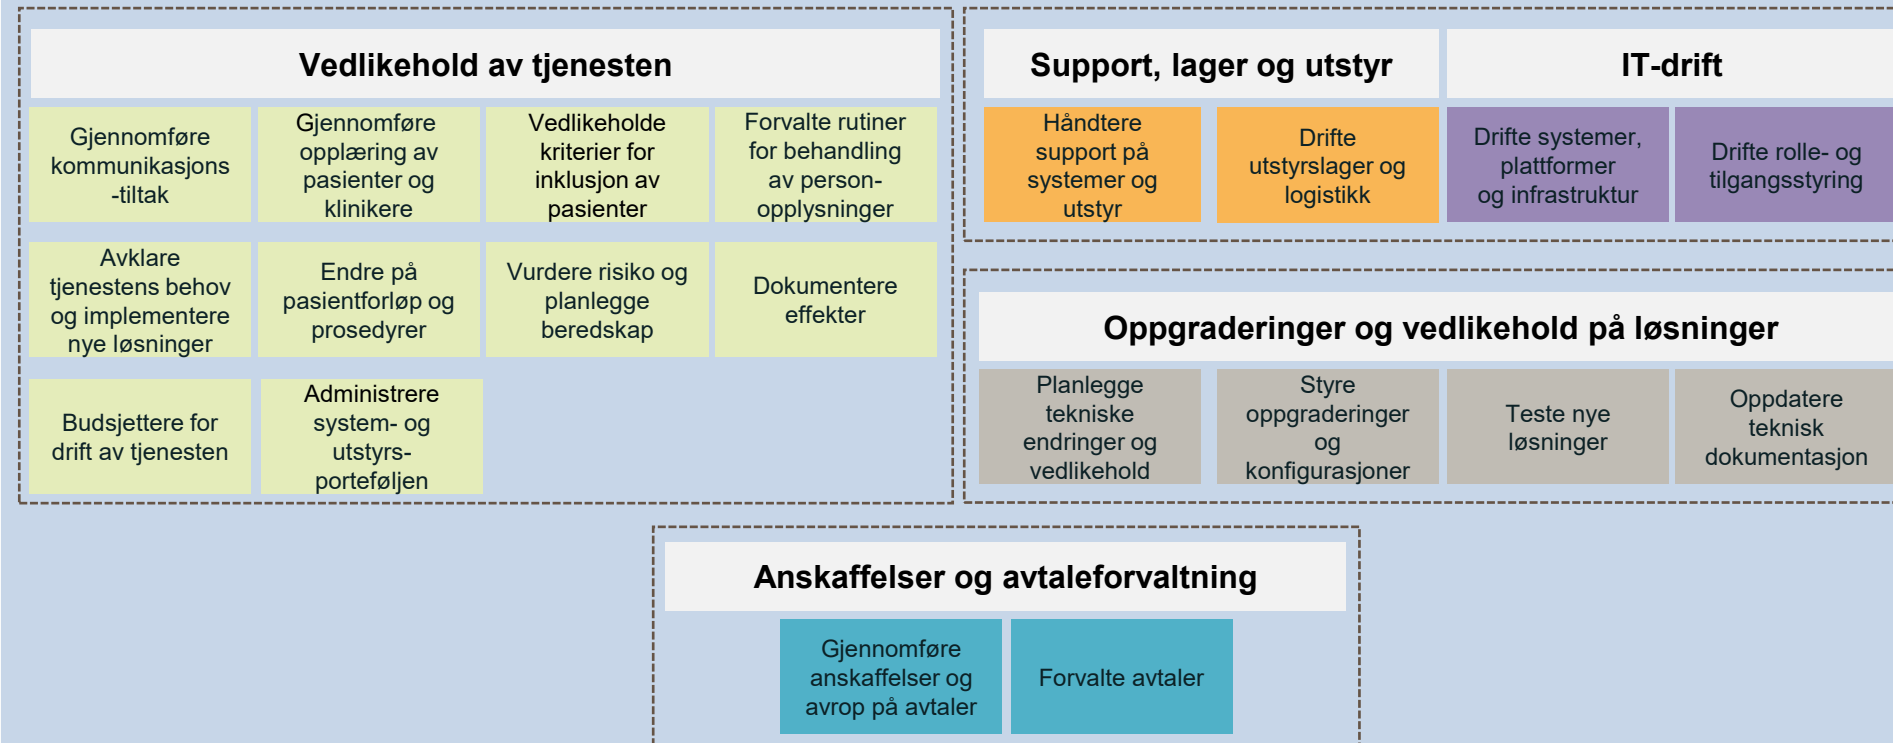 Vedlikehold av tjenesten
Gjennomføre
kommunikasjons
-tiltak
Gjennomføre
opplæring av
pasienter og
klinikere
Vedlikeholde
kriterier for
inklusjon av
pasienter
Forvalte rutiner
for behandling
av person-
opplysninger
Avklare
tjenestens behov
og implementere
nye løsninger
Endre på
pasientforløp og
prosedyrer
Vurdere risiko og
planlegge
beredskap
Dokumentere
effekter
Budsjettere for
drift av tjenesten
Administrere
system- og
utstyrs-
porteføljen
Support, lager og utstyr
Håndtere
support på
systemer og
utstyr
Drifte
utstyrslager og
logistikk
IT-drift
Drifte systemer,
plattformer
og infrastruktur
Drifte rolle- og
tilgangsstyring
Oppgraderinger og vedlikehold på løsninger
Planlegge
tekniske
endringer og
vedlikehold
Styre
oppgraderinger
og
konfigurasjoner
Teste nye
løsninger
Oppdatere
teknisk
dokumentasjon
Anskaffelser og avtaleforvaltning
Gjennomføre
anskaffelser og
avrop på avtaler
Forvalte avtaler